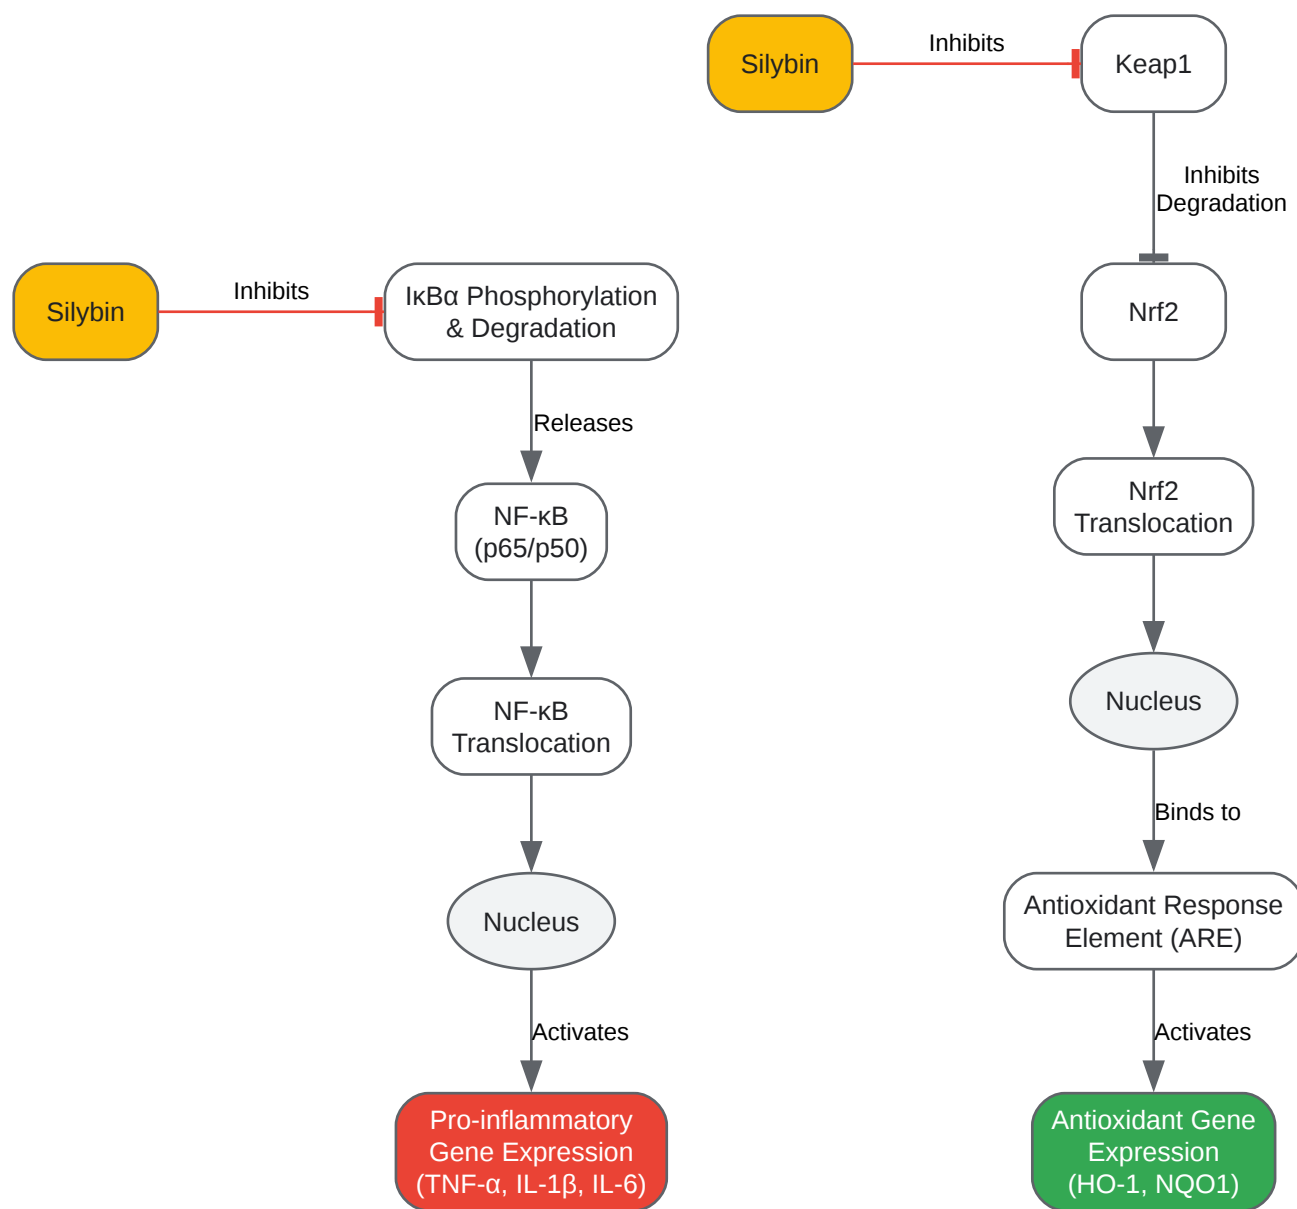 Silybin
Inhibits
IκBα Phosphorylation
& Degradation
Releases
NF-κB
(p65/p50)
NF-κB
Translocation
Nucleus
Activates
Pro-inflammatory
Gene Expression
(TNF-α, IL-1β, IL-6)
Silybin
Inhibits
Keap1
Inhibits
Degradation
Nrf2
Nrf2
Translocation
Nucleus
Binds to
Antioxidant Response
Element (ARE)
Activates
Antioxidant Gene
Expression
(HO-1, NQO1)